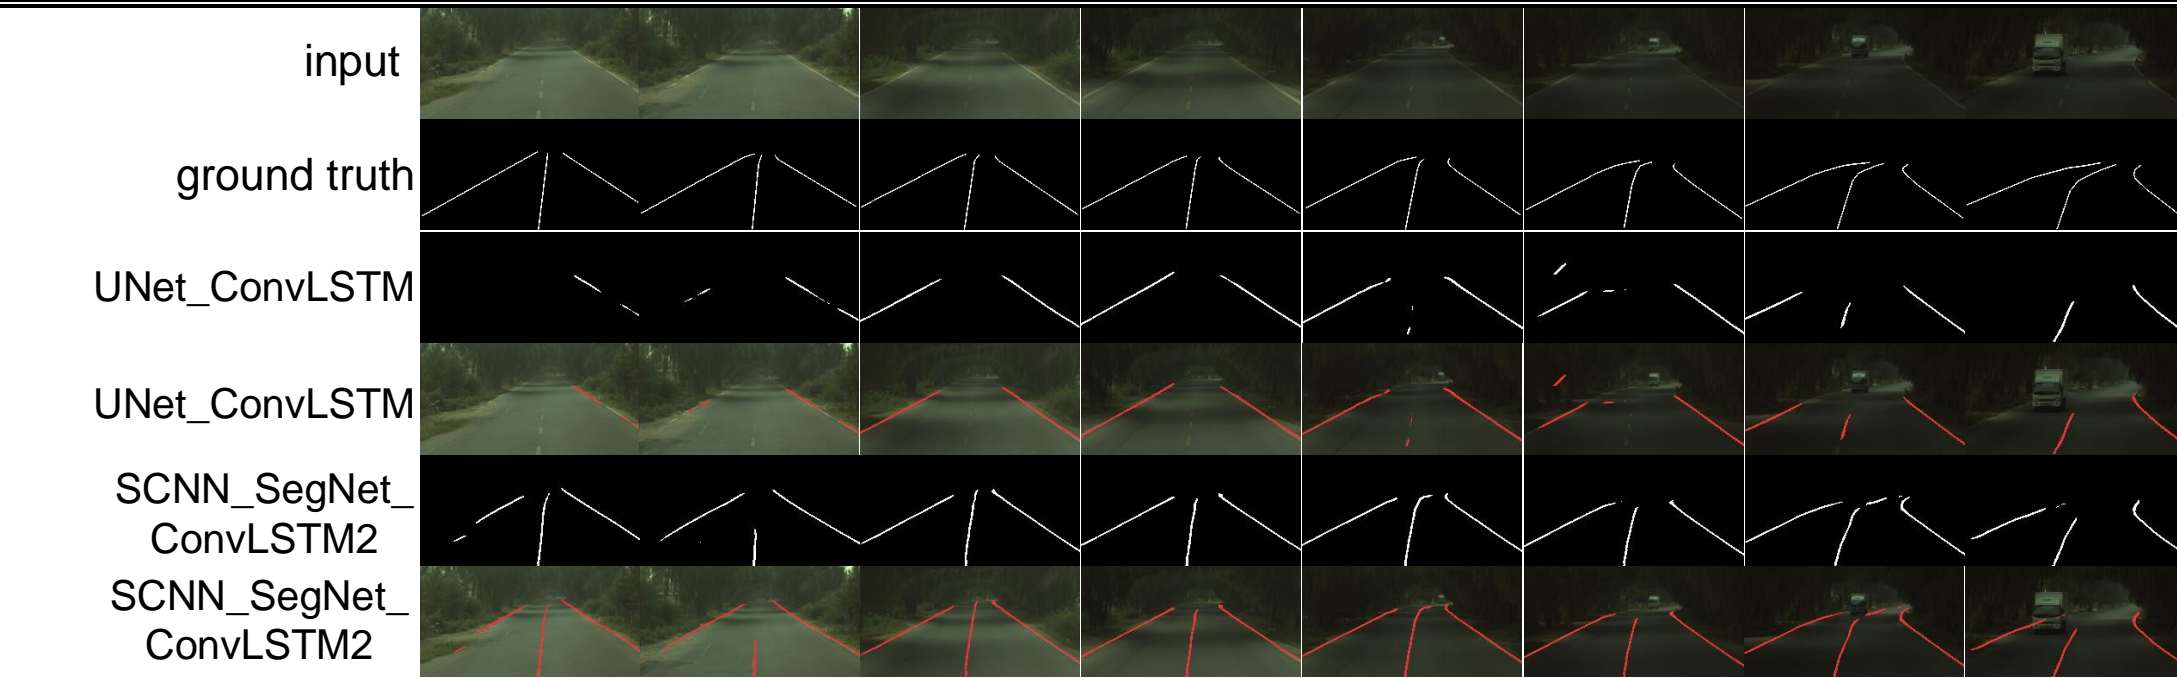 input
ground truth
UNet_ConvLSTM
UNet_ConvLSTM
SCNN_SegNet_
ConvLSTM2
SCNN_SegNet_
ConvLSTM2